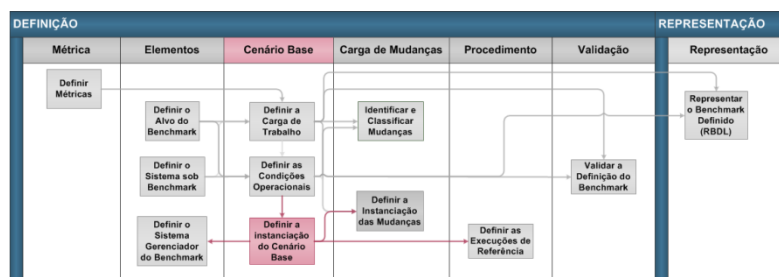 DEFINIÇÃO
REPRESENTAÇÃO
Métrica
Elementos
Cenário Base
Carga de Mudanças
Procedimento
Validação
Representação
Definir
Métricas
Definir o
Alvo do
Benchmark
Definir a
Carga de
Trabalho
Identificar e
Classificar
Mudanças
Representar
o Benchmark
Definido
(RBDL)
Definir o
Sistema sob
Benchmark
Definir as
Condições
Operacionais
Validar a
Definição do
Benchmark
Definir o
Sistema
Gerenciador
do Benchmark
Definir a
instanciação
do Cenário
Base
Definir a
Instanciação
das Mudanças
Definir as
Execuções de
Referência